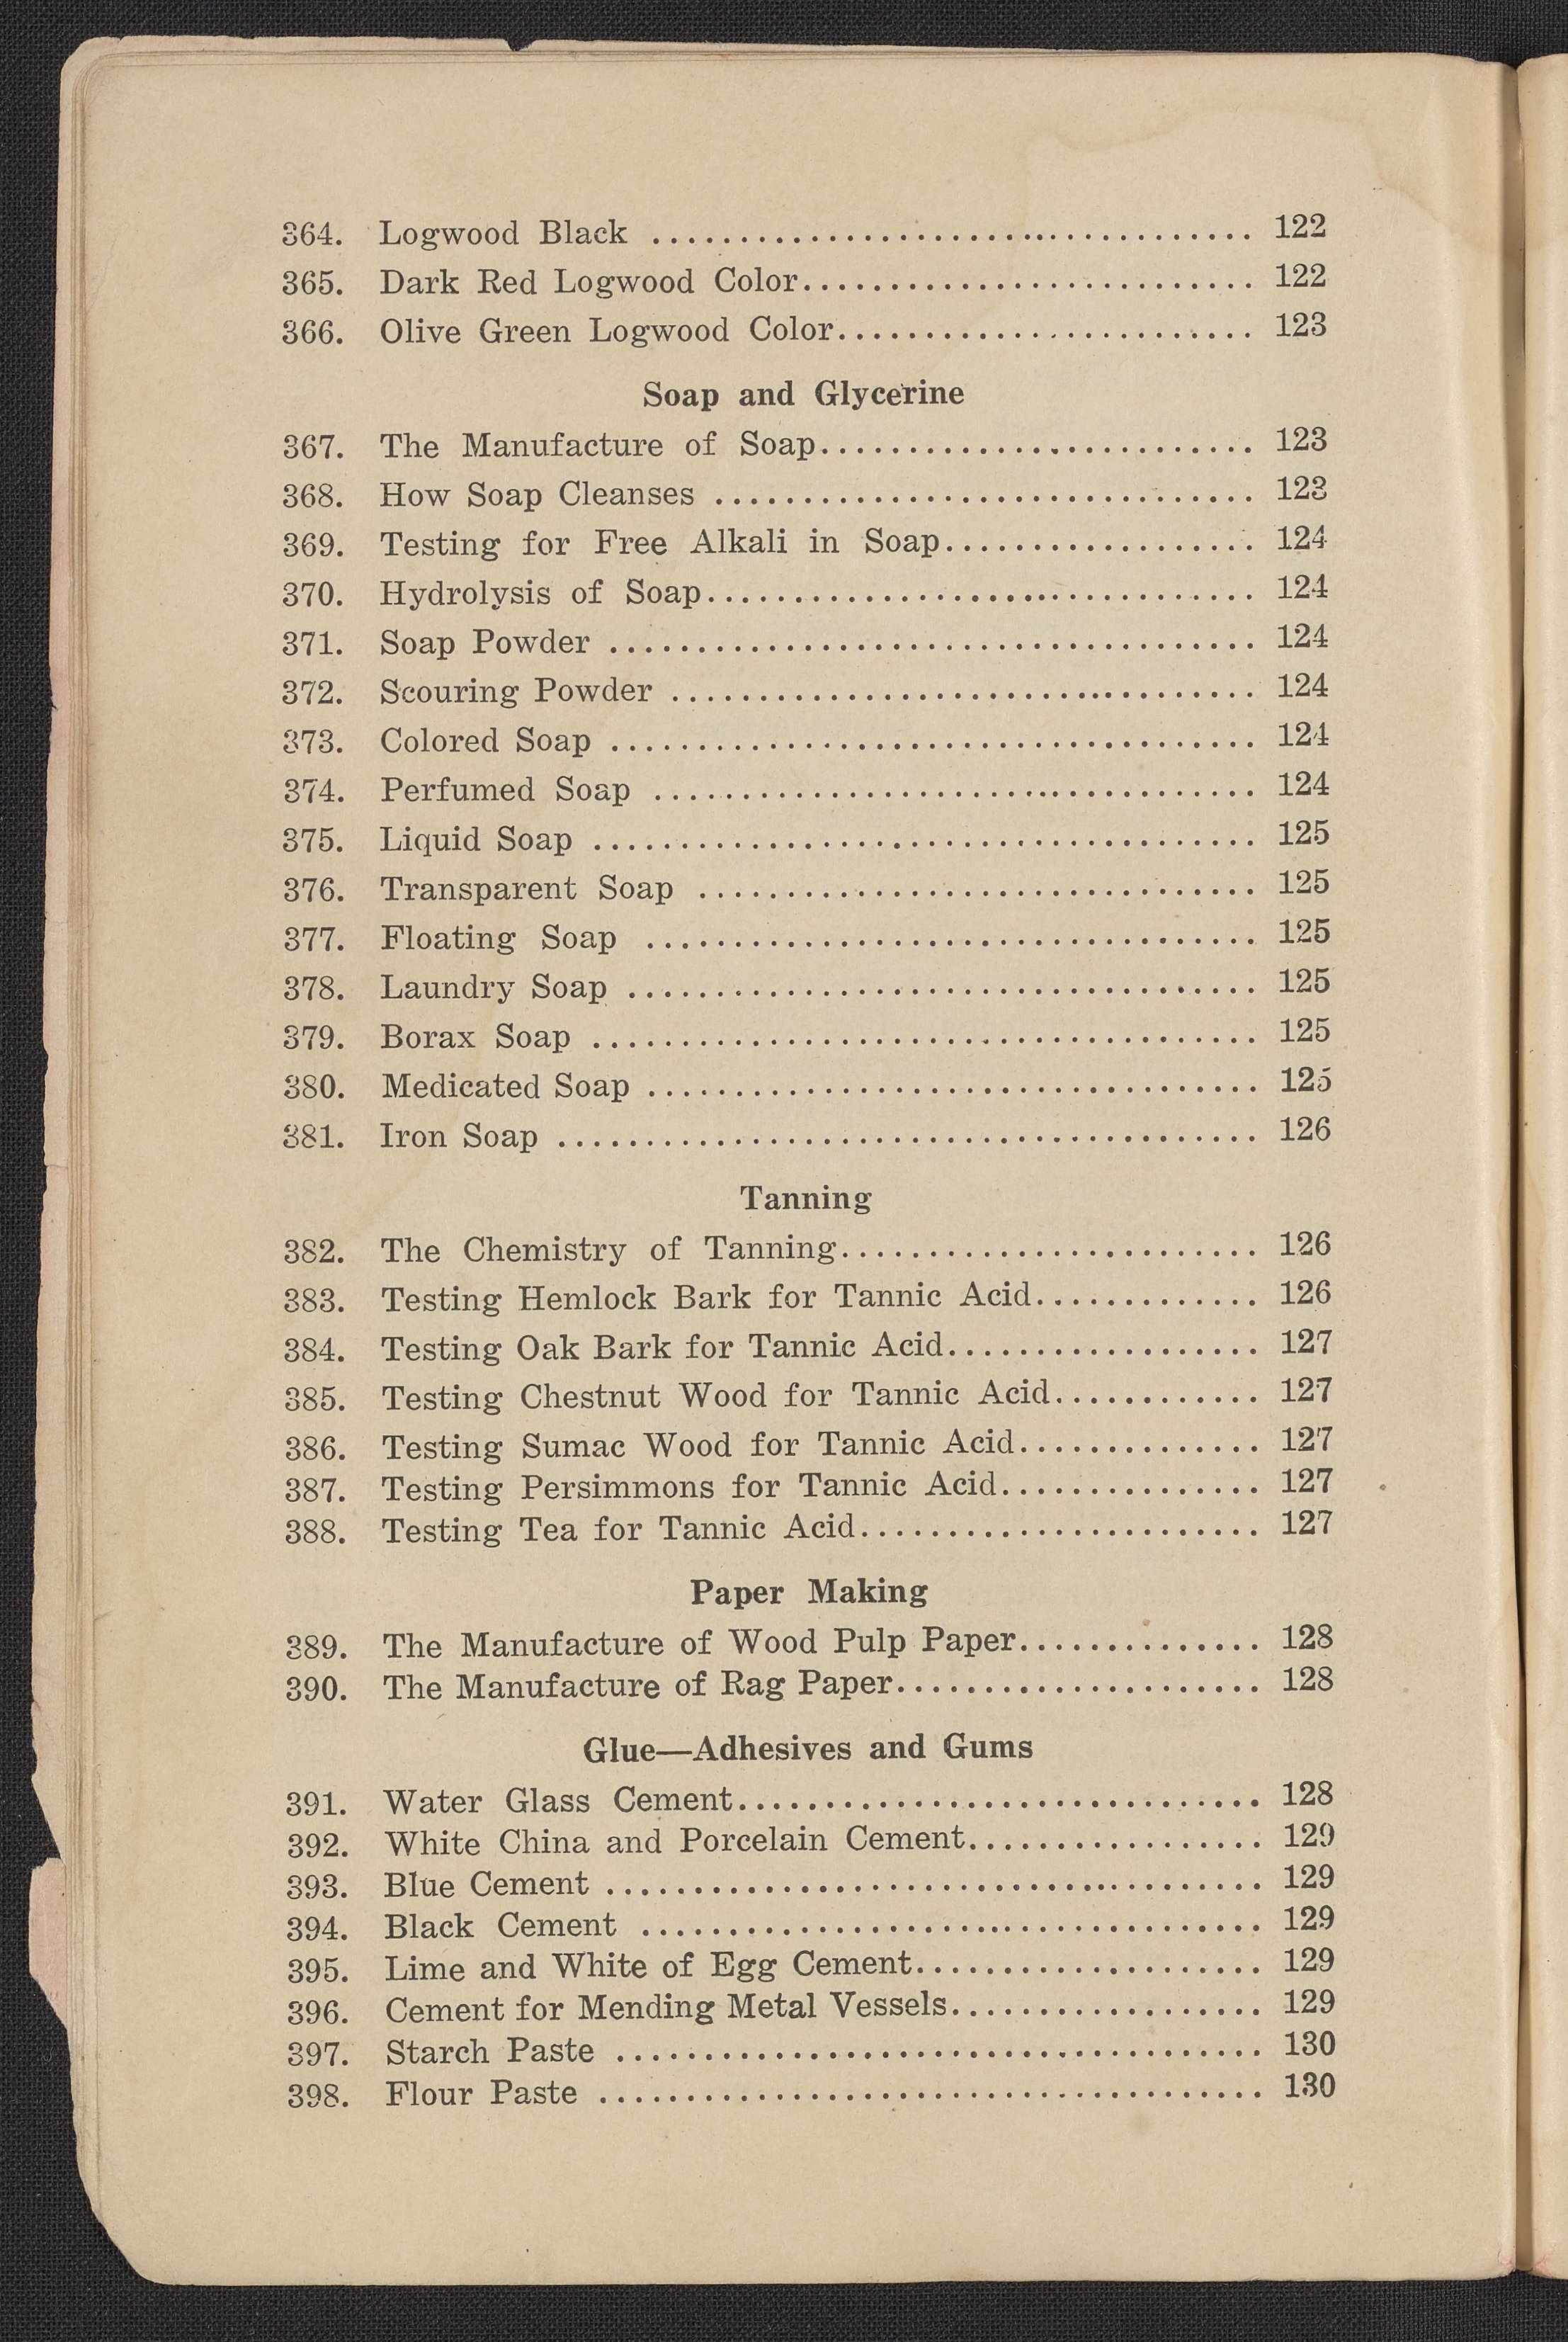 364. Logwood Black .................................. 122
365. Dark Red Logwood Color.......................... 122
366. Olive Green Logwood Color........................ 123
Soap and Glycerine
367. The Manufacture of Soap......................... 123
368. How Soap Cleanses ............................... 123
369. Testing for Free Alkali in Soap.................. 124
370. Hydrolysis of Soap................................ 124
371. Soap Powder ..................................... 124
372. Scouring Powder .................................. 124
373. Colored Soap ..................................... 124
374. Perfumed Soap ................................... 124
375. Liquid Soap ...................................... 125
376. Transparent Soap ................................ 125
377. Floating Soap ................................... 125
378. Laundry Soap .................................... 125
379. Borax Soap ...................................... 125
380. Medicated Soap ................................... 125
381. Iron Soap ........................................ 126
Tanning
382. The Chemistry of Tanning........................ 126
383. Testing Hemlock Bark for Tannic Acid............. 126
384. Testing Oak Bark for Tannic Acid.................. 127
385. Testing Chestnut Wood for Tannic Acid............ 127
386. Testing Sumac Wood for Tannic Acid.............. 127
387. Testing Persimmons for Tannic Acid............... 127
388. Testing Tea for Tannic Acid....................... 127
Paper Making
389. The Manufacture of Wood Pulp Paper.............. 128
390. The Manufacture of Rag Paper..................... 128
Glue—Adhesives and Gums
391. Water Glass Cement.............................. 128
392. White China and Porcelain Cement................. 129
393. Blue Cement ...................................... 129
394. Black Cement .................................... 129
395. Lime and White of Egg Cement.................... 129
396. Cement for Mending Metal Vessels.................. 129
397. Starch Paste ..................................... 130
398. Flour Paste ...................................... 130